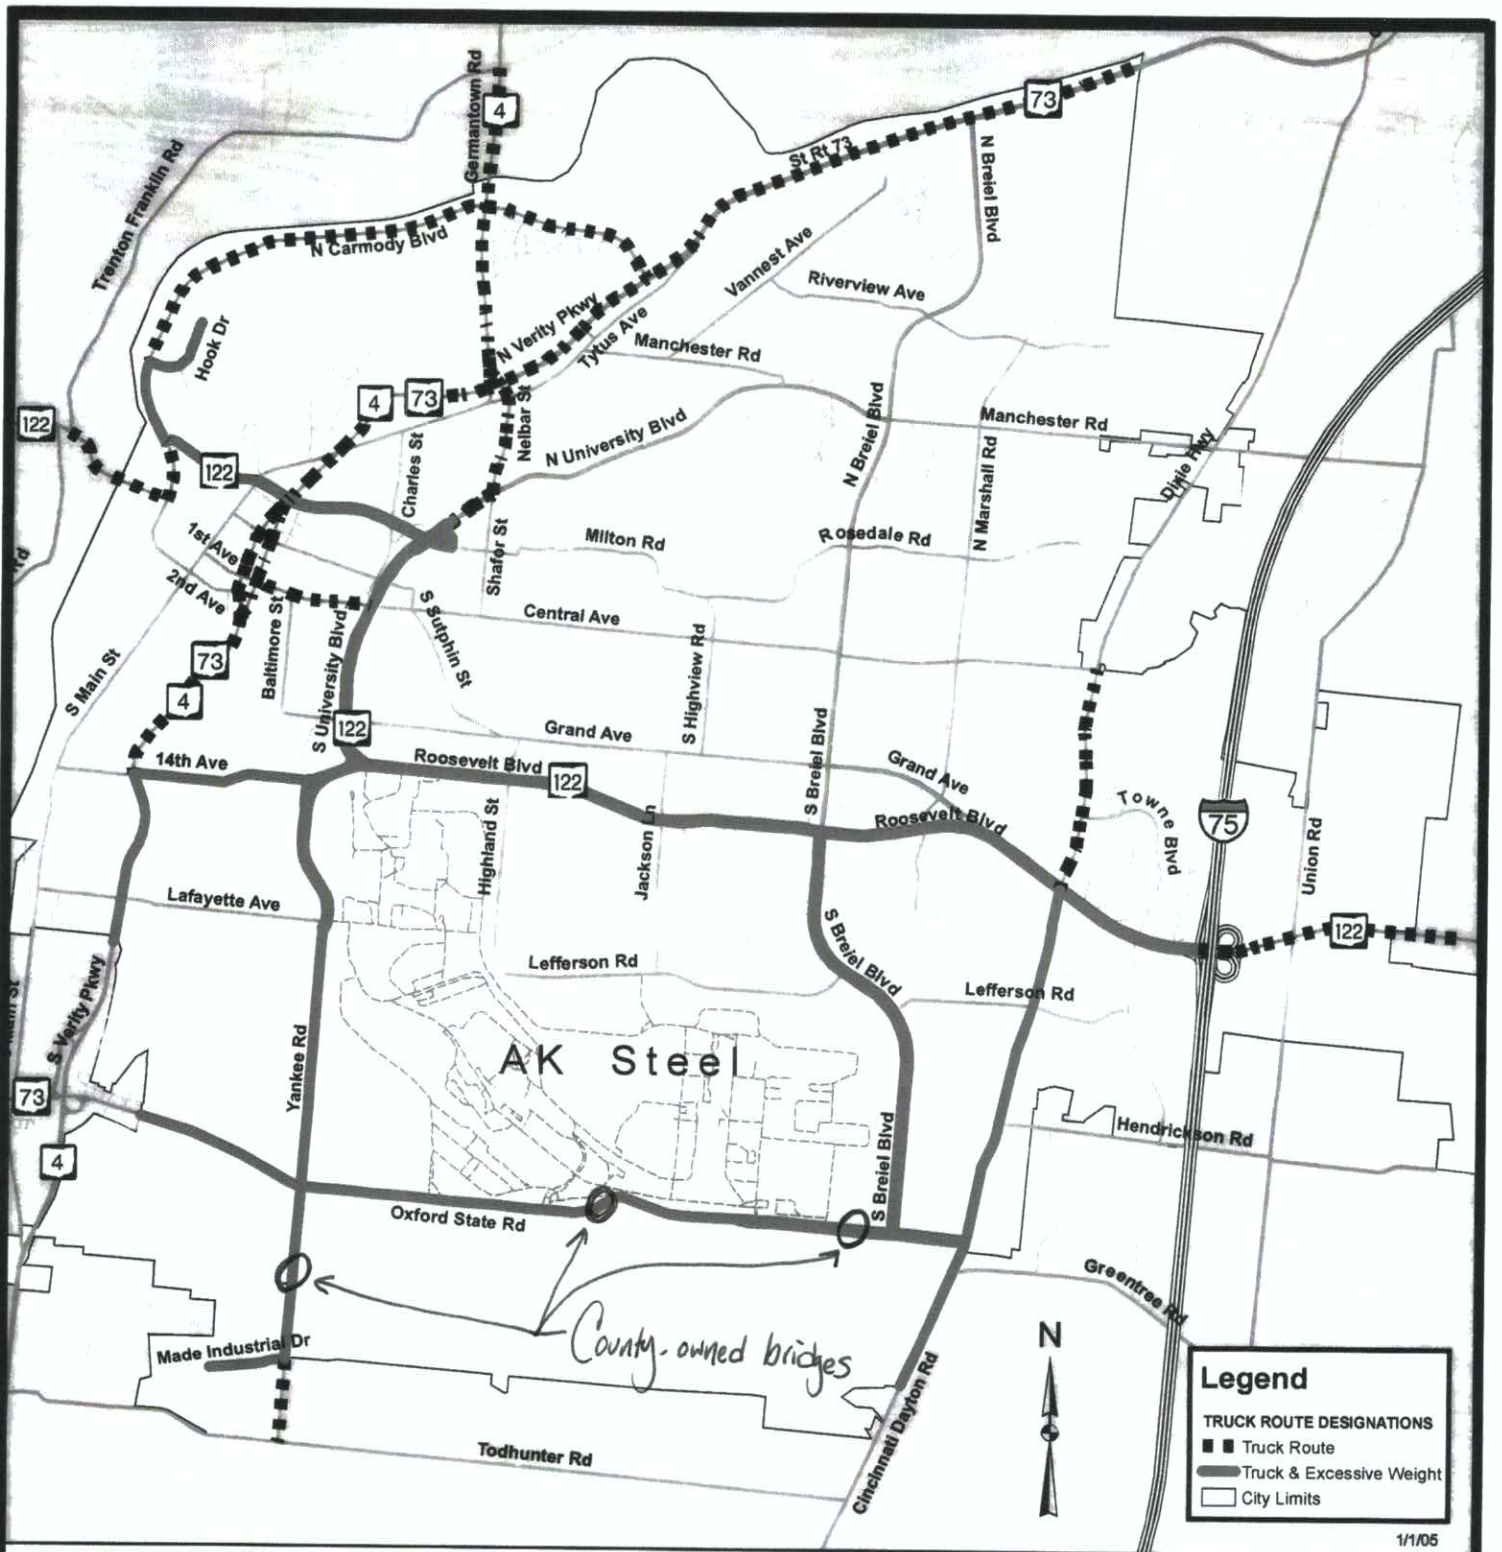 Germantown Rd
4
73
St Rt 73
N Breiel Blvd
Trenton Franklin Rd
N Carmody Blvd
Vannest Ave
Riverview Ave
Hook Dr
N Verity Pkwy
Tytus Ave
Manchester Rd
4
73
122
Nelbar St
N University Blvd
N Breiel Blvd
Manchester Rd
Dixie Hwy
122
Charles St
N Marshall Rd
1st Ave
Milton Rd
Rosedale Rd
Shafor St
2nd Ave
Baltimore St
S Sutphin St
Central Ave
S Highview Rd
73
S Main St
S University Blvd
4
122
Grand Ave
S Breiel Blvd
14th Ave
Roosevelt Blvd
122
Grand Ave
Roosevelt Blvd
Towne Blvd
75
Highland St
Jackson Ln
Union Rd
Lafayette Ave
S Breiel Blvd
122
Lefferson Rd
Lefferson Rd
S Verity Pkwy
Yankee Rd
AK Steel
73
S Breiel Blvd
Hendrickson Rd
4
Oxford State Rd
Greentree Rd
County-owned bridges
N
Made Industrial Dr
Cincinnati Dayton Rd
Todhunter Rd
Legend
TRUCK ROUTE DESIGNATIONS
Truck Route
Truck & Excessive Weight
City Limits
1/1/05